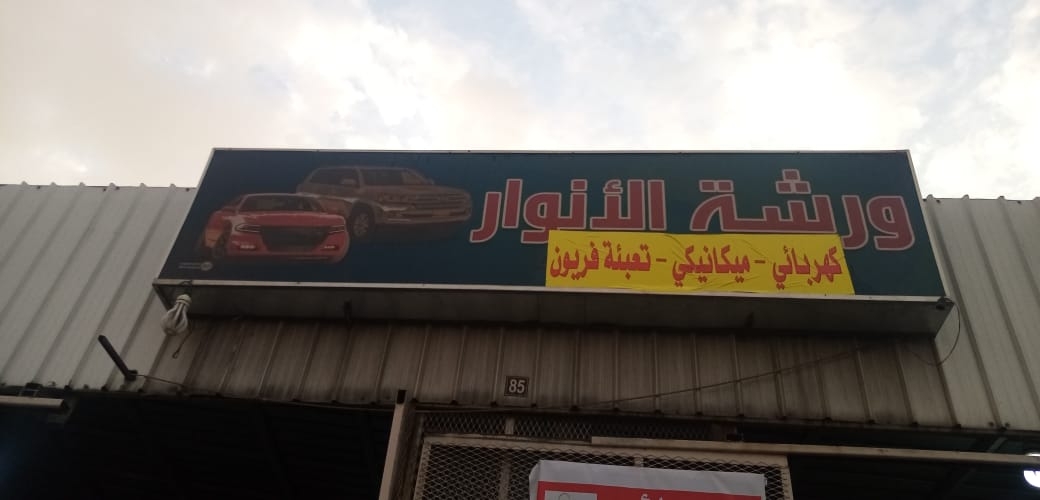 ورشة الأنوار
كهربائي - ميكانيكي - تعبئة فريون
85